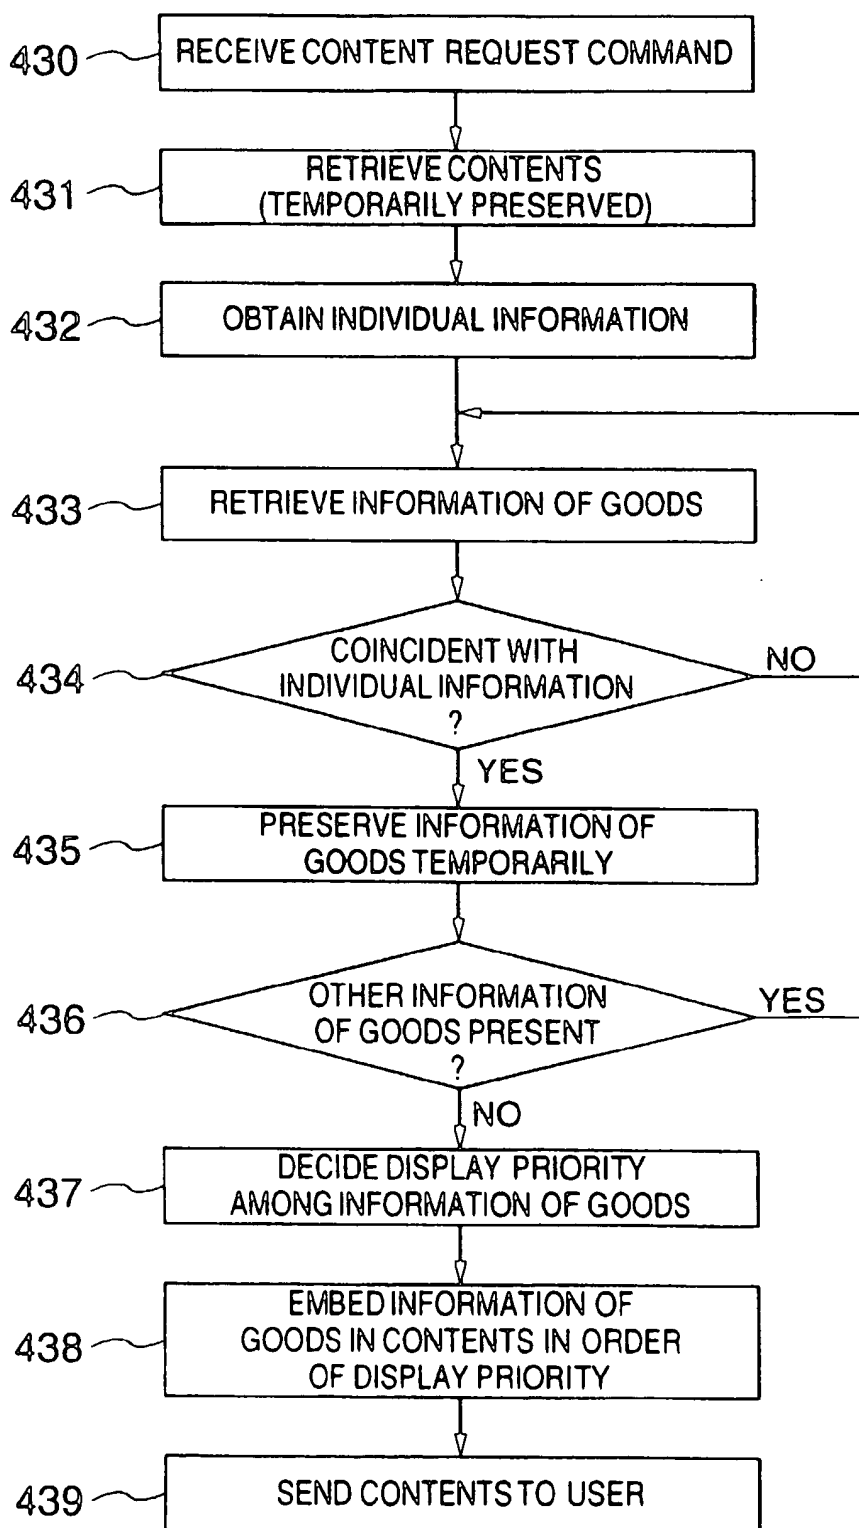 430
RECEIVE CONTENT REQUEST COMMAND
431
RETRIEVE CONTENTS
(TEMPORARILY PRESERVED)
432
OBTAIN INDIVIDUAL INFORMATION
433
RETRIEVE INFORMATION OF GOODS
434
COINCIDENT WITH
INDIVIDUAL INFORMATION
?
NO
YES
435
PRESERVE INFORMATION OF
GOODS TEMPORARILY
436
OTHER INFORMATION
OF GOODS PRESENT
?
YES
NO
437
DECIDE DISPLAY PRIORITY
AMONG INFORMATION OF GOODS
438
EMBED INFORMATION OF
GOODS IN CONTENTS IN ORDER
OF DISPLAY PRIORITY
439
SEND CONTENTS TO USER